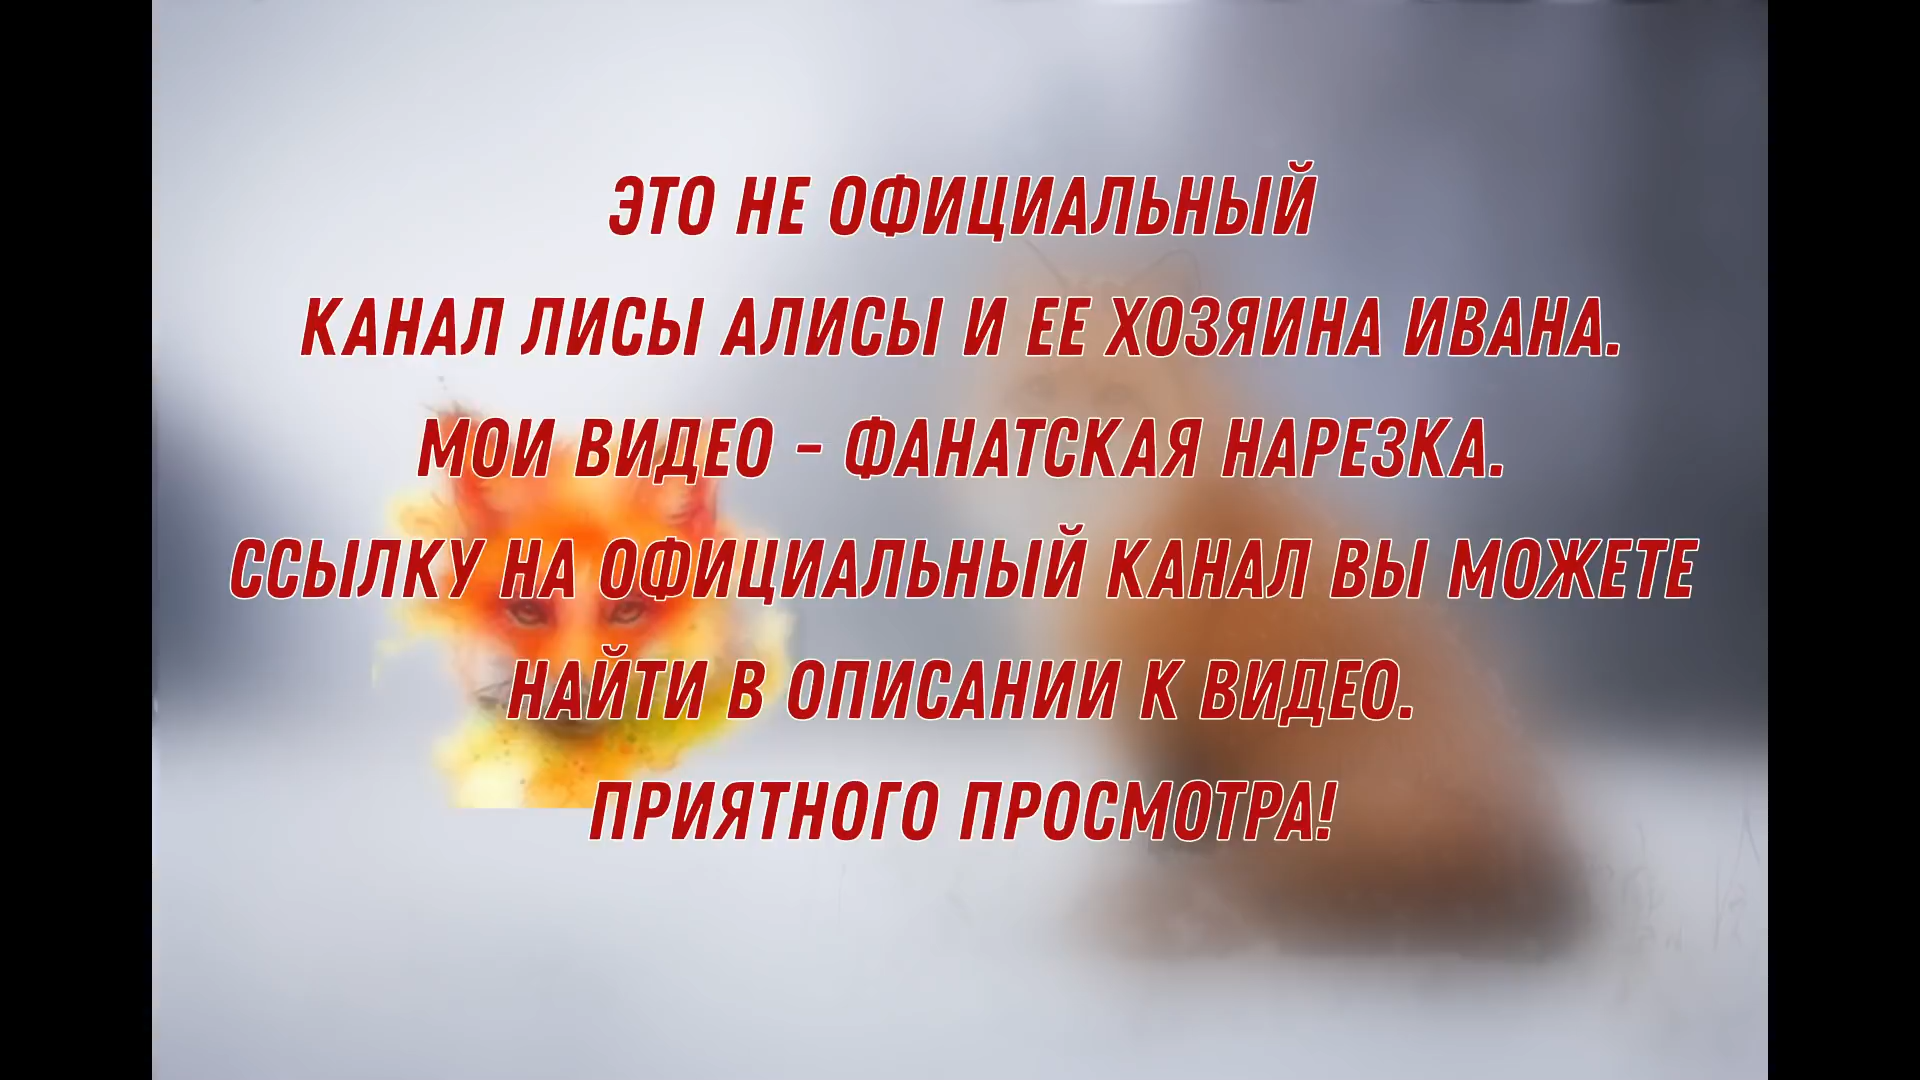 ЭТО НЕ ОФИЦИАЛЬНЫЙ
КАНАЛ ЛИСЫ АЛИСЫ И ЕЕ ХОЗЯИНА ИВАНА.
МОИ ВИДЕО - ФАНАТСКАЯ НАРЕЗКА.
ССЫЛКУ НА ОФИЦИАЛЬНЫЙ КАНАЛ ВЫ МОЖЕТЕ
НАЙТИ В ОПИСАНИИ К ВИДЕО.
ПРИЯТНОГО ПРОСМОТРА!